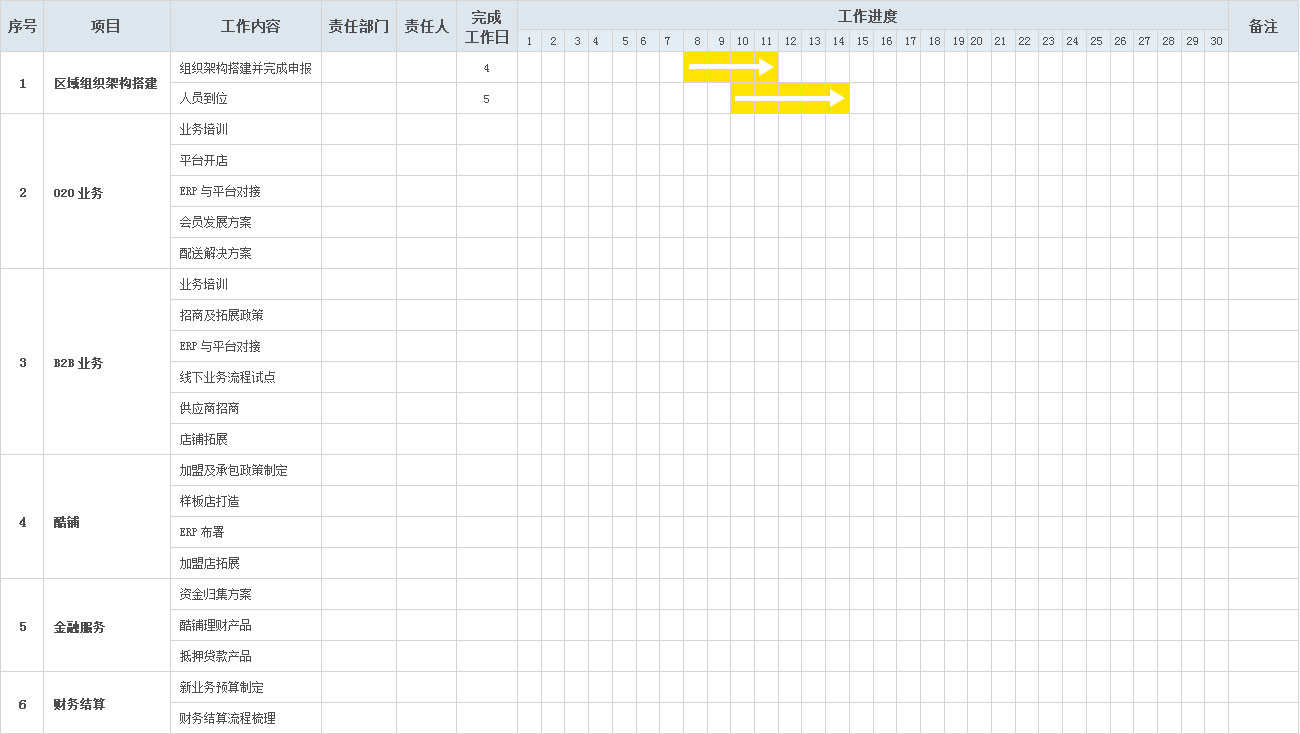 序号 项目 工作内容 责任部门 责任人 完成工作日 工作进度 备注
1 2 3 4 5 6 7 8 9 10 11 12 13 14 15 16 17 18 19 20 21 22 23 24 25 26 27 28 29 30
1 区域组织架构搭建 组织架构搭建并完成申报 4
人员到位 5
2 O2O 业务 业务培训
平台开店
ERP 与平台对接
会员发展方案
配送解决方案
3 B2B 业务 业务培训
招商及拓展政策
ERP 与平台对接
线下业务流程试点
供应商招商
店铺拓展
4 酷铺 加盟及承包政策制定
样板店打造
ERP 布署
加盟店拓展
5 金融服务 资金归集方案
酷铺理财产品
抵押贷款产品
6 财务结算 新业务预算制定
财务结算流程梳理